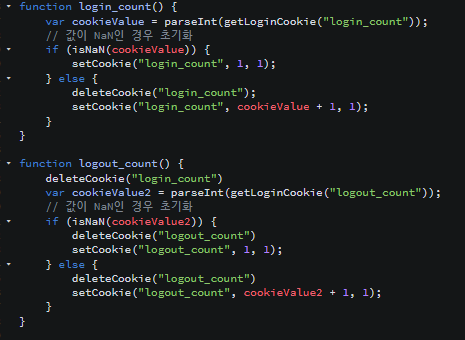 function login_count() {
    var cookieValue = parseInt(getLoginCookie("login_count"));
    // 값이 NaN인 경우 초기화
    if (isNaN(cookieValue)) {
        setCookie("login_count", 1, 1);
    } else {
        deleteCookie("login_count");
        setCookie("login_count", cookieValue + 1, 1);
    }
}

function logout_count() {
    deleteCookie("login_count")
    var cookieValue2 = parseInt(getLoginCookie("logout_count"));
    // 값이 NaN인 경우 초기화
    if (isNaN(cookieValue2)) {
        deleteCookie("logout_count")
        setCookie("logout_count", 1, 1);
    } else {
        deleteCookie("logout_count")
        setCookie("logout_count", cookieValue2 + 1, 1);
    }
}